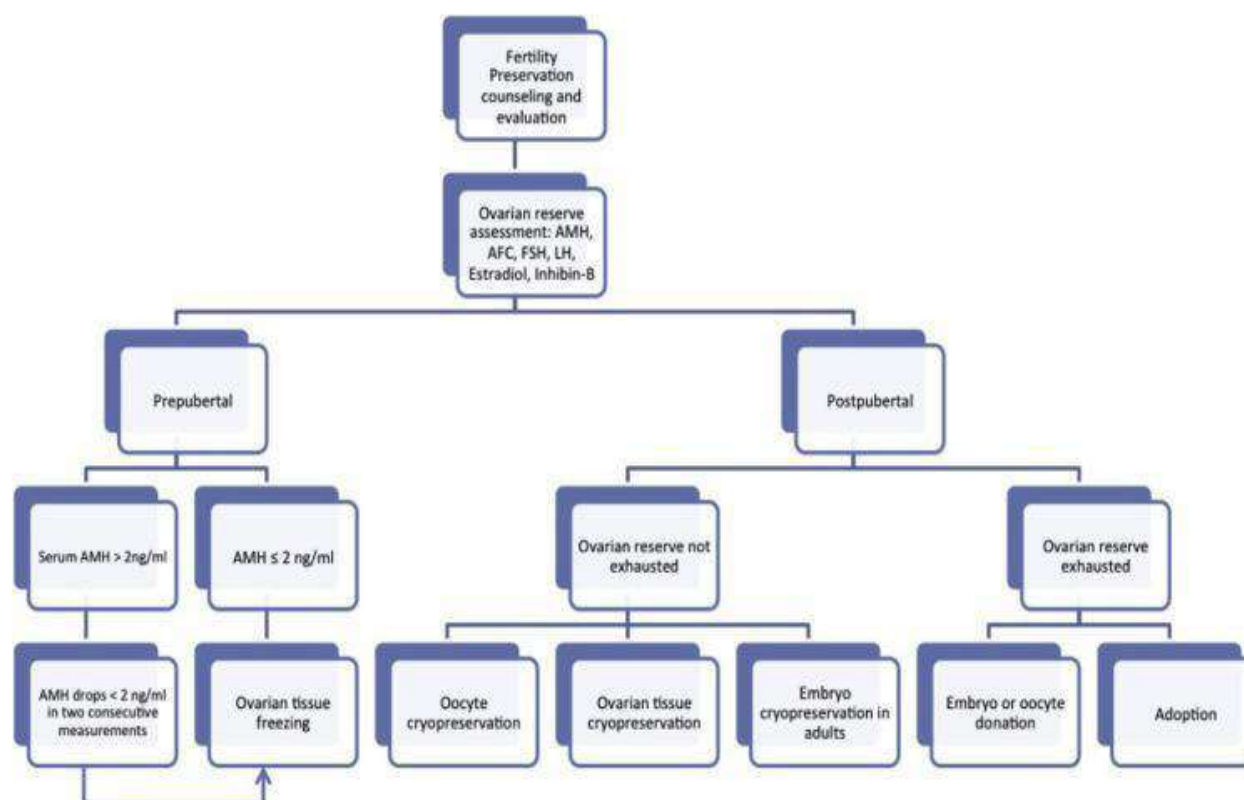 Fertility
Preservation
counseling and
evaluation
Ovarian reserve
assessment: AMH,
AFC, FSH, LH,
Estradiol, Inhibin-B
Prepubertal
Postpubertal
Serum AMH > 2ng/ml
AMH ≤ 2 ng/ml
Ovarian reserve not
exhausted
Ovarian reserve
exhausted
AMH drops < 2 ng/ml
in two consecutive
measurements
Ovarian tissue
freezing
Oocyte
cryopreservation
Ovarian tissue
cryopreservation
Embryo
cryopreservation in
adults
Embryo or oocyte
donation
Adoption